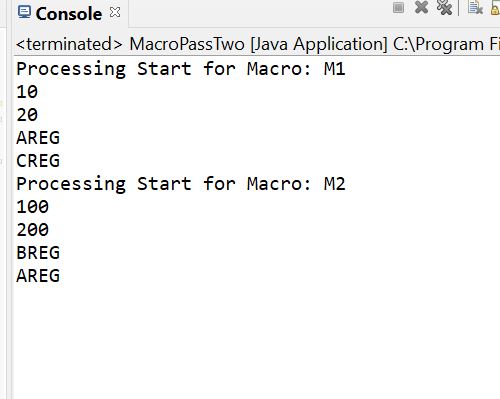 Console
<terminated> MacroPassTwo [Java Application] C:\Program Fi
Processing Start for Macro: M1
10
20
AREG
CREG
Processing Start for Macro: M2
100
200
BREG
AREG